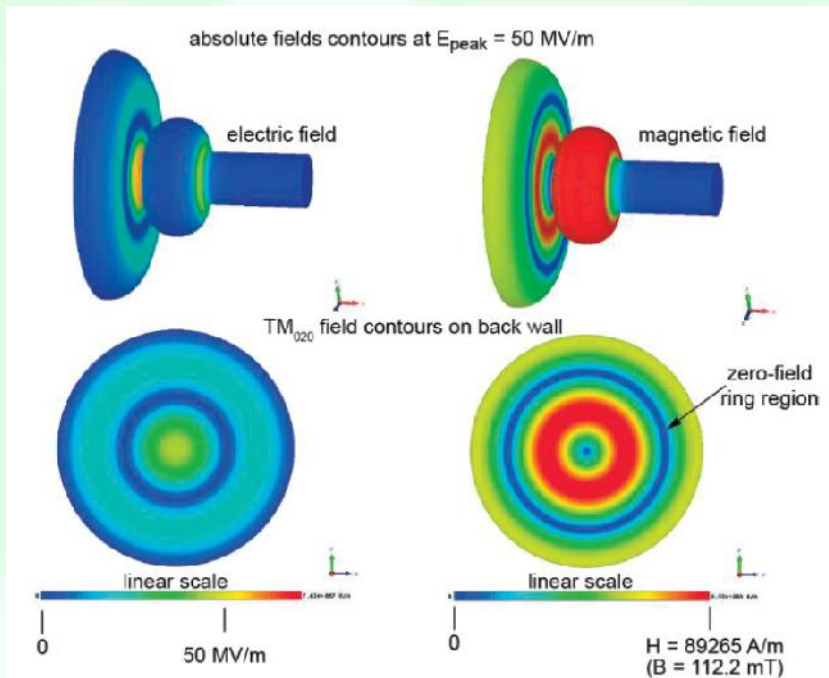 absolute fields contours at Epeak = 50 MV/m
electric field
magnetic field
TM020 field contours on back wall
zero-field
ring region
linear scale
linear scale
0
50 MV/m
0
H = 89265 A/m
(B = 112.2 mT)